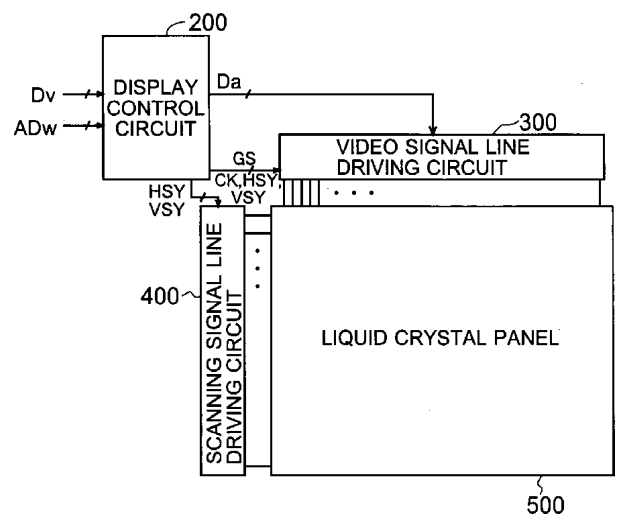 200
Dv
ADw
DISPLAY
CONTROL
CIRCUIT
Da
300
VIDEO SIGNAL LINE
DRIVING CIRCUIT
GS
CK,HSY,
VSY
HSY
VSY
400
SCANNING SIGNAL LINE
DRIVING CIRCUIT
LIQUID CRYSTAL PANEL
500